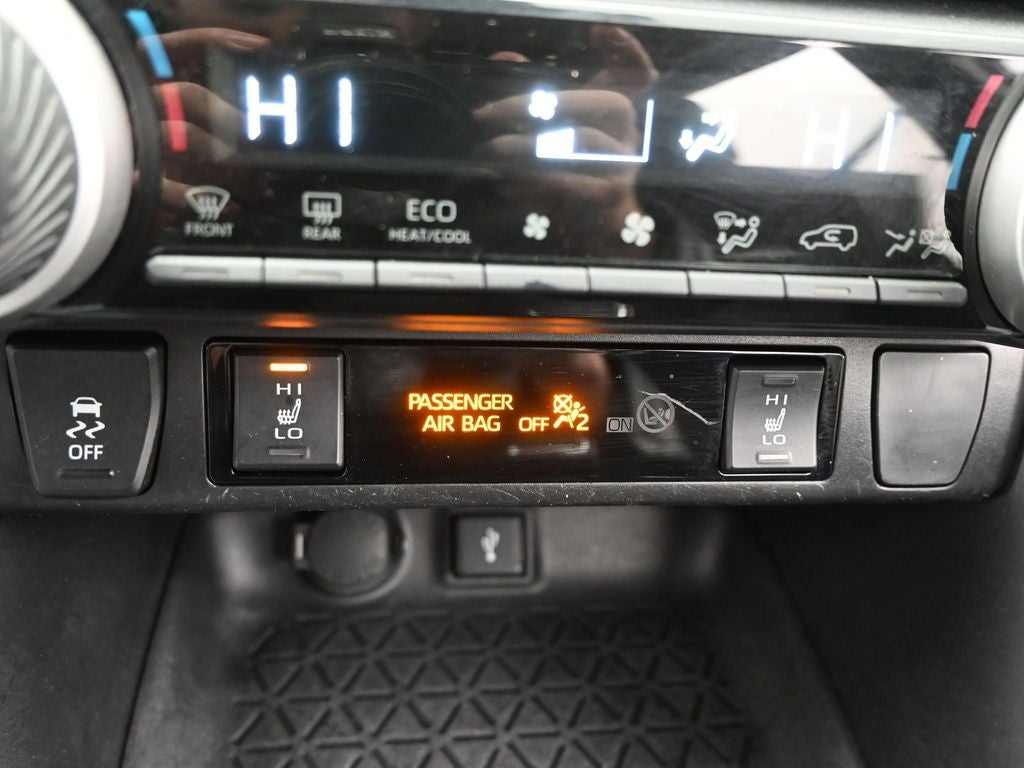 HI
HI
FRONT
REAR
ECO
HEAT/COOL
OFF
HI
LO
PASSENGER
AIR BAG OFF 2
ON
HI
LO